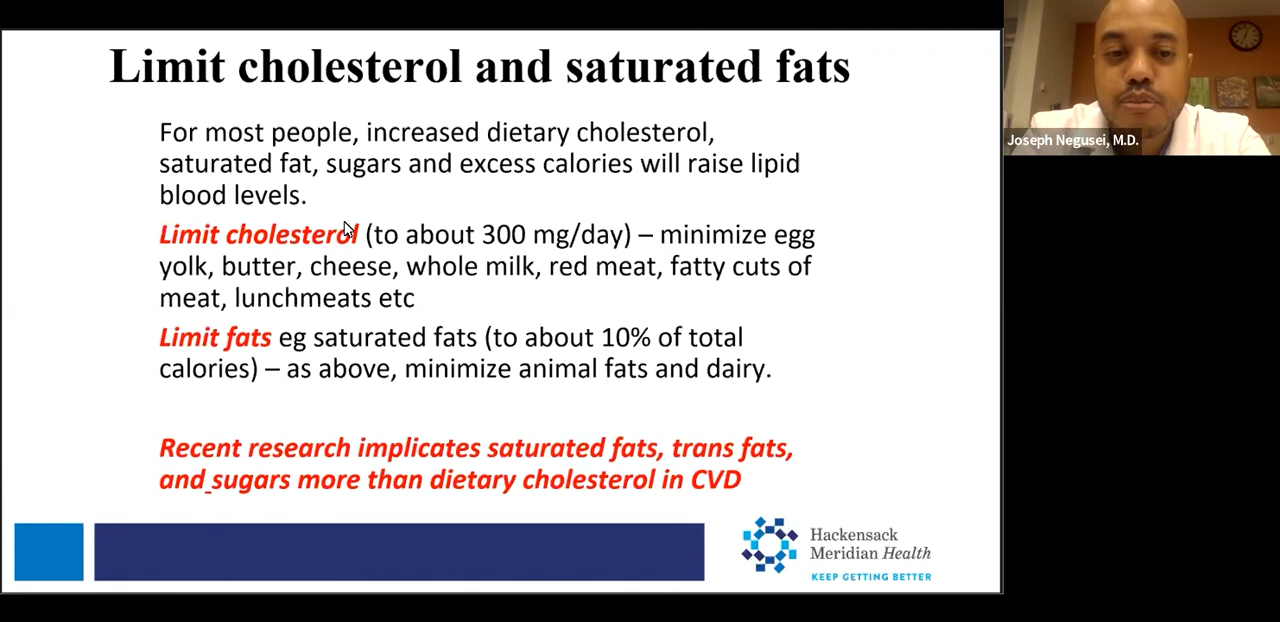 Limit cholesterol and saturated fats
For most people, increased dietary cholesterol,
saturated fat, sugars and excess calories will raise lipid
blood levels.
Limit cholesterol (to about 300 mg/day) – minimize egg
yolk, butter, cheese, whole milk, red meat, fatty cuts of
meat, lunchmeats etc
Limit fats eg saturated fats (to about 10% of total
calories) – as above, minimize animal fats and dairy.
Recent research implicates saturated fats, trans fats,
and sugars more than dietary cholesterol in CVD
Hackensack
Meridian Health
KEEP GETTING BETTER
Joseph Negusei, M.D.